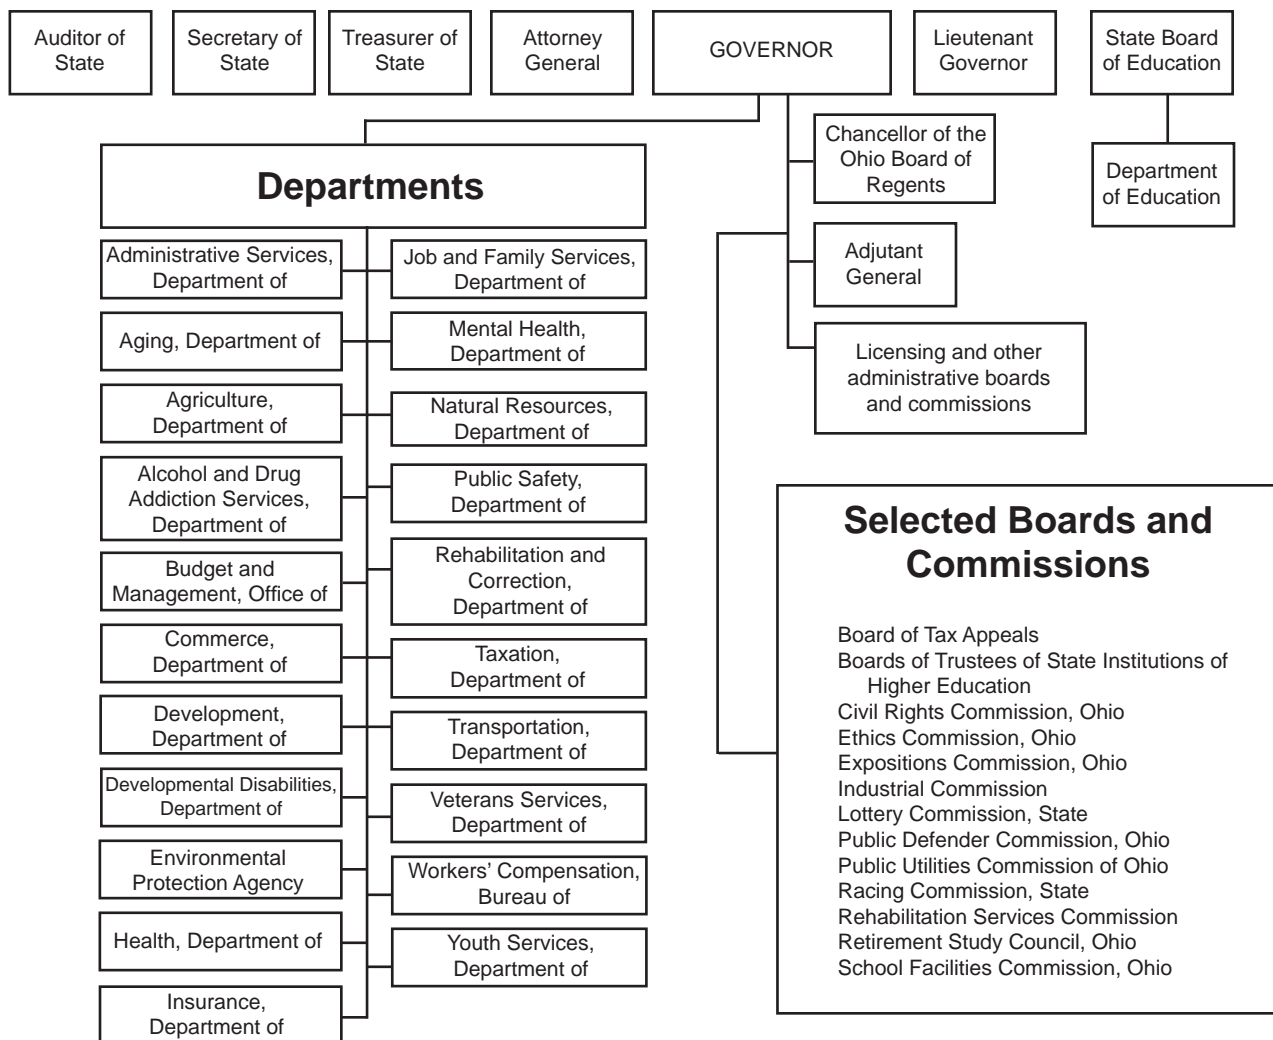 Auditor of
State
Secretary of
State
Treasurer of
State
Attorney
General
GOVERNOR
Lieutenant
Governor
State Board
of Education
Chancellor of the
Ohio Board of
Regents
Department
of Education
Adjutant
General
Licensing and other
administrative boards
and commissions
Departments
Administrative Services,
Department of
Aging, Department of
Agriculture,
Department of
Alcohol and Drug
Addiction Services,
Department of
Budget and
Management, Office of
Commerce,
Department of
Development,
Department of
Developmental Disabilities,
Department of
Environmental
Protection Agency
Health, Department of
Insurance,
Department of
Job and Family Services,
Department of
Mental Health,
Department of
Natural Resources,
Department of
Public Safety,
Department of
Rehabilitation and
Correction,
Department of
Taxation,
Department of
Transportation,
Department of
Veterans Services,
Department of
Workers’ Compensation,
Bureau of
Youth Services,
Department of
Selected Boards and
Commissions
Board of Tax Appeals
Boards of Trustees of State Institutions of
Higher Education
Civil Rights Commission, Ohio
Ethics Commission, Ohio
Expositions Commission, Ohio
Industrial Commission
Lottery Commission, State
Public Defender Commission, Ohio
Public Utilities Commission of Ohio
Racing Commission, State
Rehabilitation Services Commission
Retirement Study Council, Ohio
School Facilities Commission, Ohio